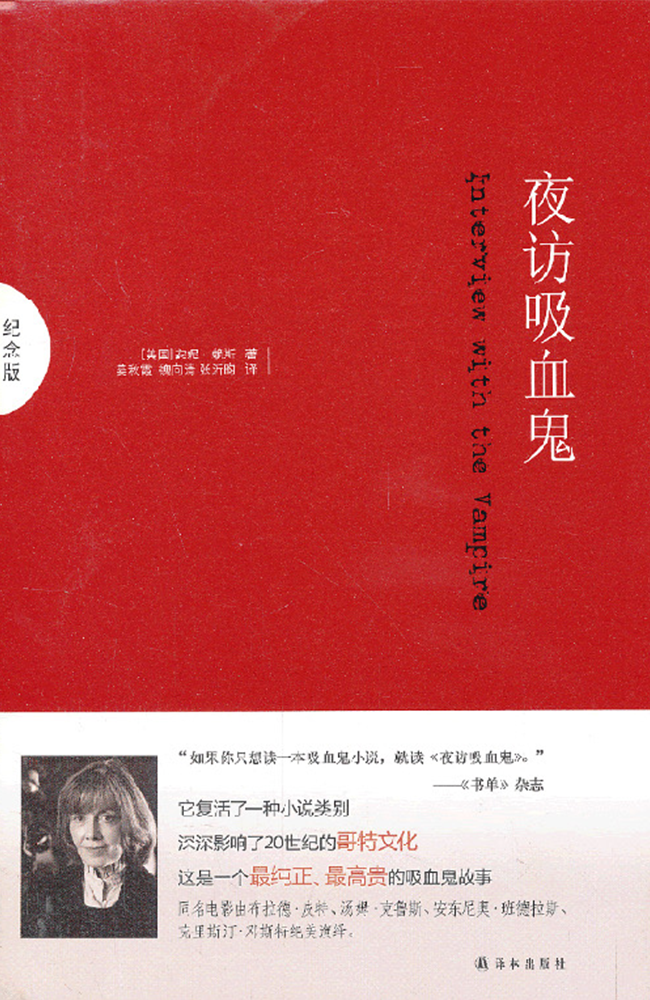 夜访吸血鬼
Interview with the Vampire
纪念版
[美国]安妮·赖斯 著
姜秋霞 魏向清 张沂昀 译
“如果你只想读一本吸血鬼小说，就读《夜访吸血鬼》。”
——《书单》杂志
它复活了一种小说类别
深深影响了20世纪的哥特文化
这是一个最纯正、最高贵的吸血鬼故事
同名电影由布拉德·皮特、汤姆·克鲁斯、安东尼奥·班德拉斯、
克里斯汀·邓斯特绝美演绎。
译林出版社